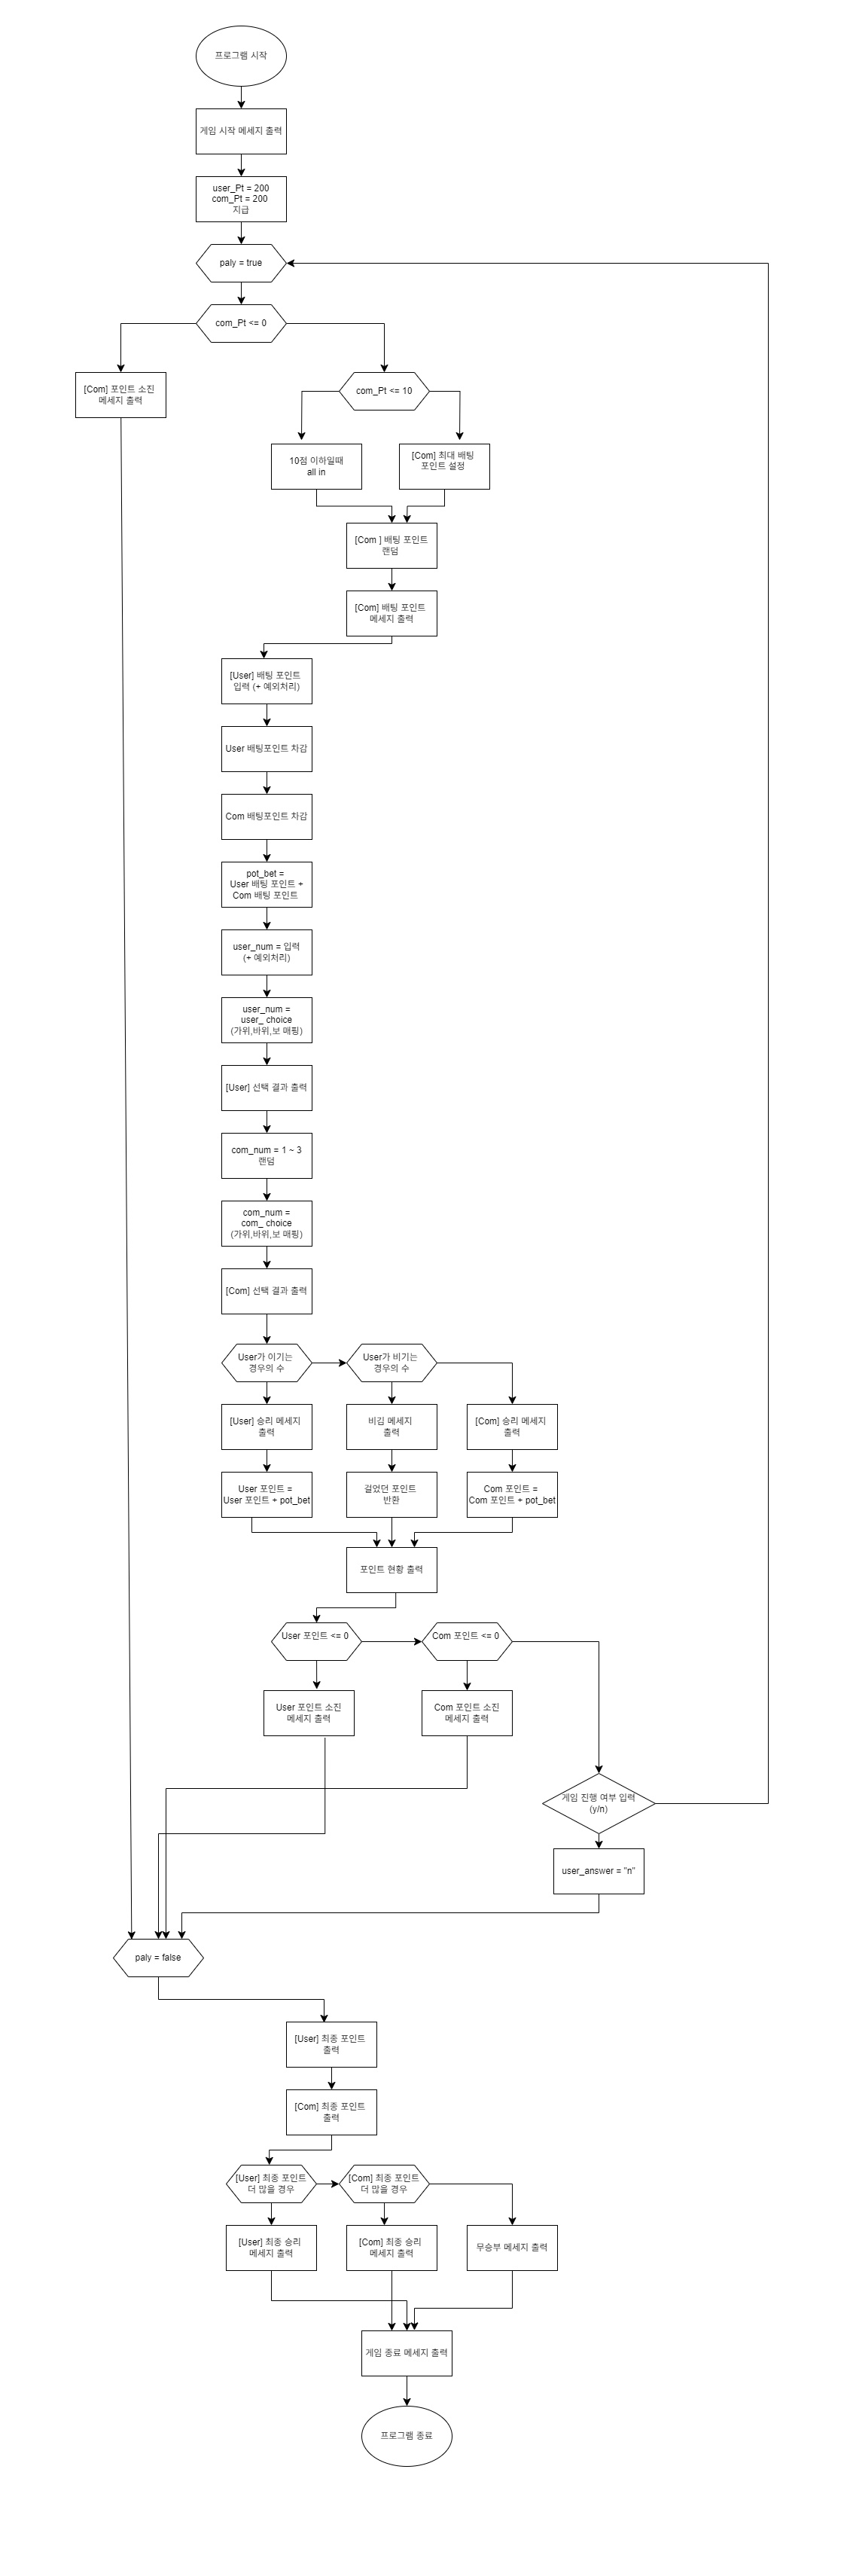 프로그램 시작
게임 시작 메세지 출력
user_Pt = 200
com_Pt = 200
지급
paly = true
com_Pt <= 0
[Com] 포인트 소진
메세지 출력
com_Pt <= 10
10점 이하일때
all in
[Com] 최대 배팅
포인트 설정
[Com ] 배팅 포인트
랜덤
[Com] 배팅 포인트
메세지 출력
[User] 배팅 포인트
입력 (+ 예외처리)
User 배팅포인트 차감
Com 배팅포인트 차감
pot_bet =
User 배팅 포인트 +
Com 배팅 포인트
user_num = 입력
(+ 예외처리)
user_num =
user_ choice
(가위,바위,보 매핑)
[User] 선택 결과 출력
com_num = 1 ~ 3
랜덤
com_num =
com_ choice
(가위,바위,보 매핑)
[Com] 선택 결과 출력
User가 이기는
경우의 수
User가 비기는
경우의 수
[User] 승리 메세지
출력
비김 메세지
출력
[Com] 승리 메세지
출력
User 포인트 =
User 포인트 + pot_bet
걸었던 포인트
반환
Com 포인트 =
Com 포인트 + pot_bet
포인트 현황 출력
User 포인트 <= 0
Com 포인트 <= 0
User 포인트 소진
메세지 출력
Com 포인트 소진
메세지 출력
게임 진행 여부 입력
(y/n)
user_answer = "n"
paly = false
[User] 최종 포인트
출력
[Com] 최종 포인트
출력
[User] 최종 포인트
더 많을 경우
[Com] 최종 포인트
더 많을 경우
[User] 최종 승리
메세지 출력
[Com] 최종 승리
메세지 출력
무승부 메세지 출력
게임 종료 메세지 출력
프로그램 종료